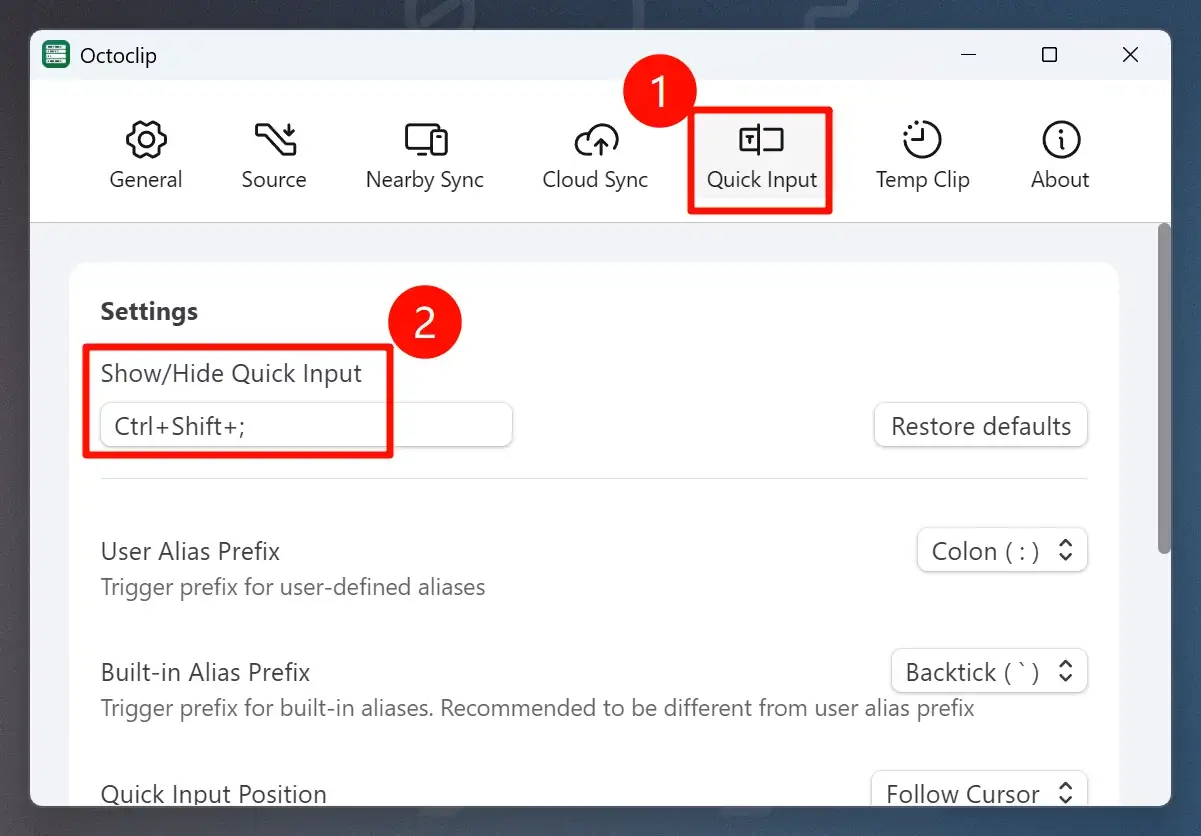 Octoclip
1
General Source Nearby Sync Cloud Sync Quick Input Temp Clip About
Settings
2
Show/Hide Quick Input
Ctrl+Shift+; Restore defaults
User Alias Prefix Colon ( : )
Trigger prefix for user-defined aliases
Built-in Alias Prefix Backtick ( ` )
Trigger prefix for built-in aliases. Recommended to be different from user alias prefix
Quick Input Position Follow Cursor